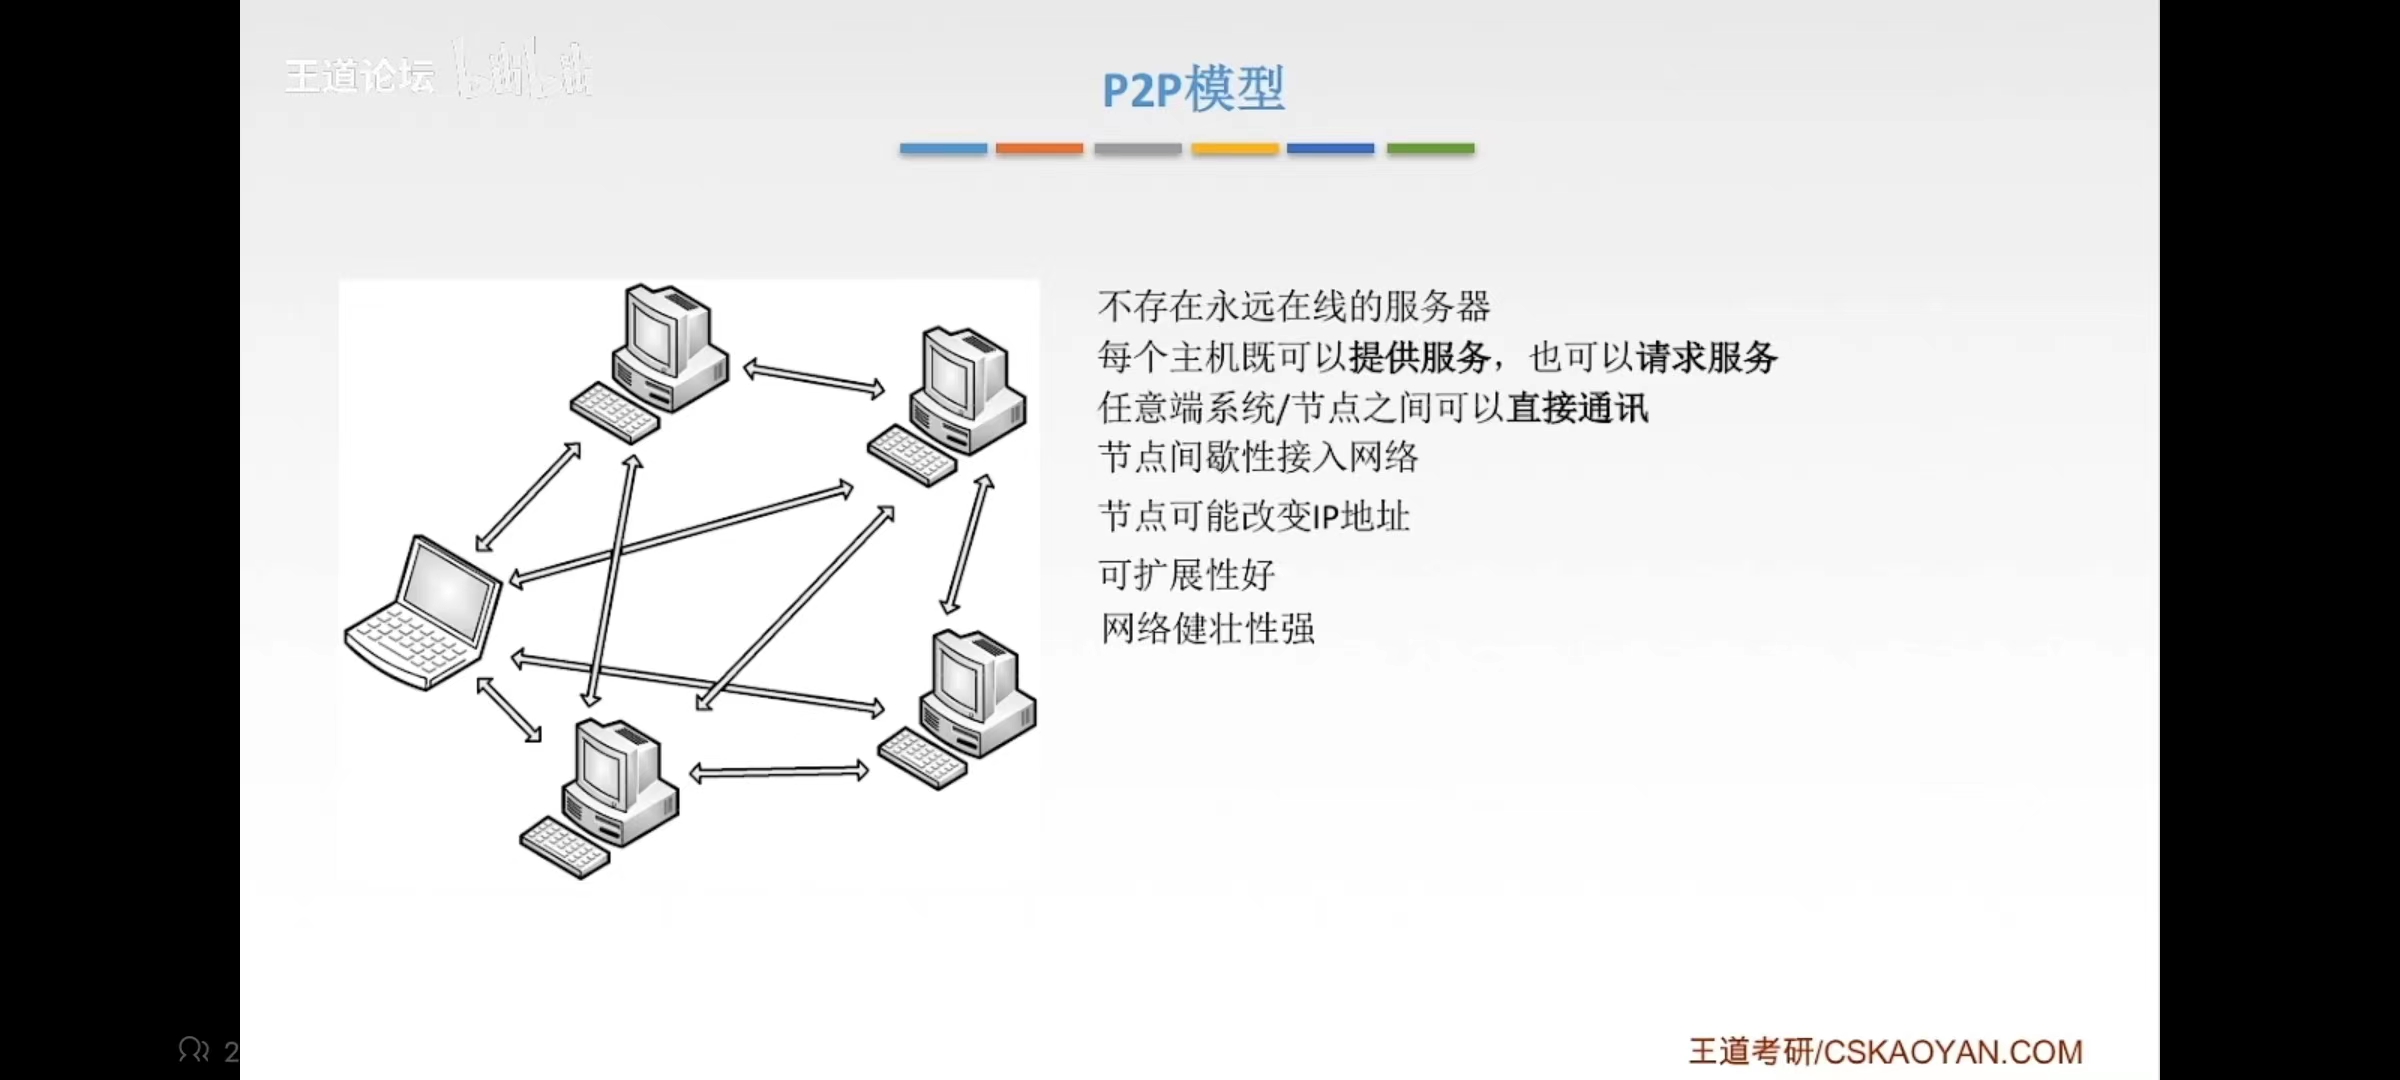 王道论坛 bilibili
P2P模型
不存在永远在线的服务器
每个主机既可以提供服务，也可以请求服务
任意端系统/节点之间可以直接通讯
节点间歇性接入网络
节点可能改变IP地址
可扩展性好
网络健壮性强
2
王道考研/CSKAOYAN.COM